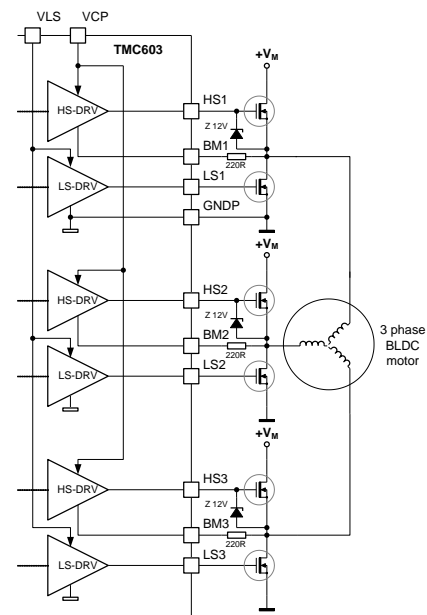 VLS VCP
TMC603
+VM
HS-DRV
HS1
Z 12V
BM1
220R
LS-DRV
LS1
GNDP
+VM
HS-DRV
HS2
Z 12V
BM2
220R
LS-DRV
LS2
3 phase
BLDC
motor
+VM
HS-DRV
HS3
Z 12V
BM3
220R
LS-DRV
LS3